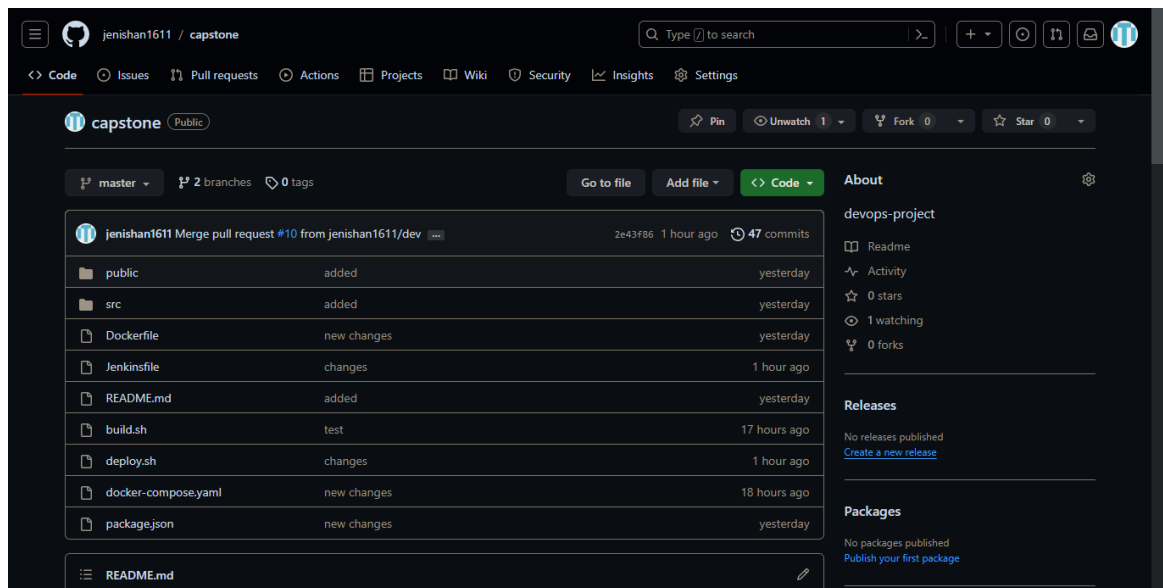 jenishan1611 / capstone
Type / to search
Code Issues Pull requests Actions Projects Wiki Security Insights Settings
capstone Public
Pin Unwatch 1 Fork 0 Star 0
master 2 branches 0 tags Go to file Add file <> Code
jenishan1611 Merge pull request #10 from jenishan1611/dev ... 2e43f86 1 hour ago 47 commits
public added yesterday
src added yesterday
Dockerfile new changes yesterday
Jenkinsfile changes 1 hour ago
README.md added yesterday
build.sh test 17 hours ago
deploy.sh changes 1 hour ago
docker-compose.yaml new changes 18 hours ago
package.json new changes yesterday
README.md
About
devops-project
Readme
Activity
0 stars
1 watching
0 forks
Releases
No releases published
Create a new release
Packages
No packages published
Publish your first package